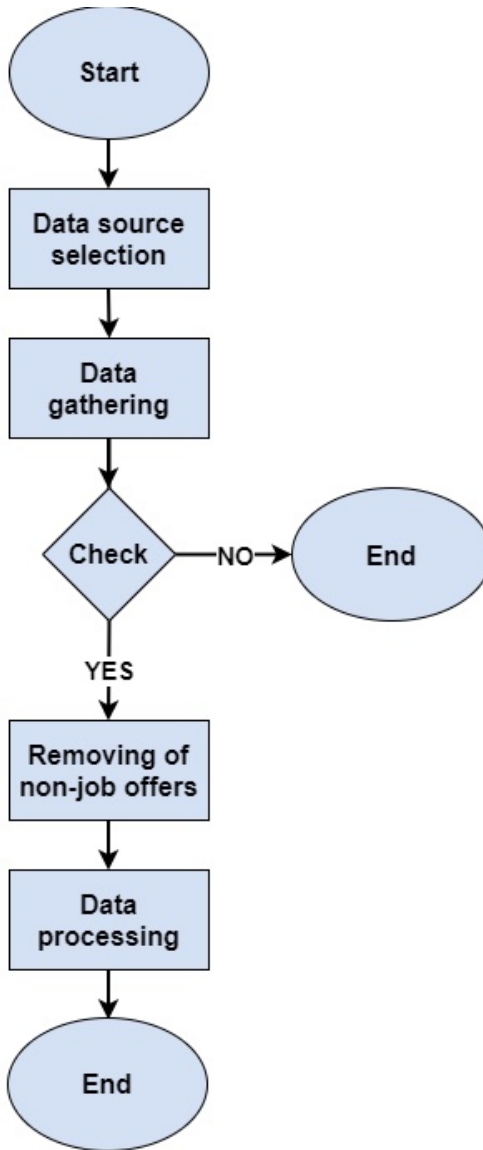 Start
Data source
selection
Data
gathering
Check
NO
End
YES
Removing of
non-job offers
Data
processing
End